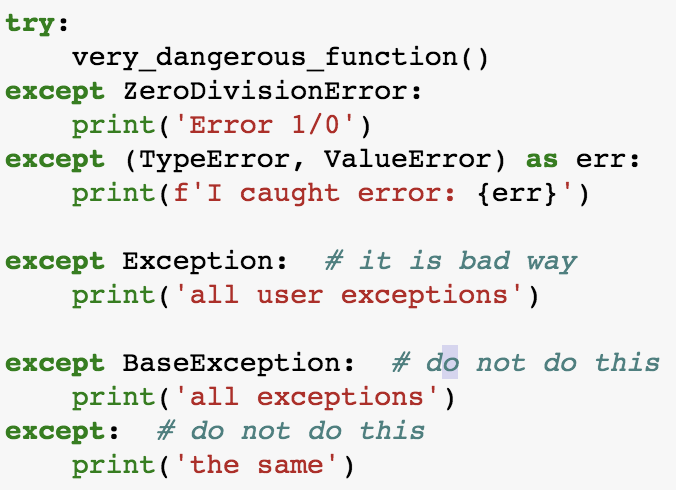 try:
    very_dangerous_function()
except ZeroDivisionError:
    print('Error 1/0')
except (TypeError, ValueError) as err:
    print(f'I caught error: {err}')
except Exception:  # it is bad way
    print('all user exceptions')
except BaseException:  # do not do this
    print('all exceptions')
except:  # do not do this
    print('the same')